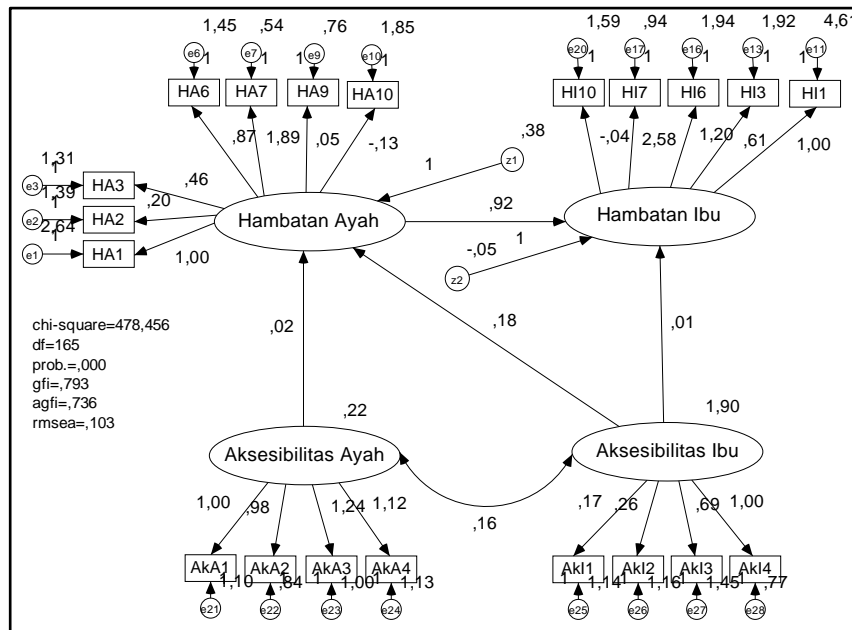 1,45 ,54 ,76 1,85
1,59 ,94 1,94 1,92 4,61
e6 e7 e9 e10
e20 e17 e16 e13 e11
1 1 1 1
1 1 1 1 1
HA6 HA7 HA9 HA10
HI10 HI7 HI6 HI3 HI1
,87 1,89 ,05 -,13
,38
-,04 2,58 1,20 ,61 1,00
1,31
1
e3 HA3
,46
1 z1
1,39
1
e2 HA2
,20
Hambatan Ayah
,92
Hambatan Ibu
2,64
1
e1 HA1
1,00
-,05 1
z2
chi-square=478,456
df=165
prob.=,000
gfi=,793
agfi=,736
rmsea=,103
,02
,18
,01
,22
1,90
Aksesibilitas Ayah
Aksesibilitas Ibu
1,00 ,98 1,24 1,12
,16
,17 ,26 ,69 1,00
AkA1 AkA2 AkA3 AkA4
AkI1 AkI2 AkI3 AkI4
1,10 ,84 1,00 1,13
1 1 1 1
1,14 1,16 1,45 ,77
1 1 1 1
e21 e22 e23 e24
e25 e26 e27 e28